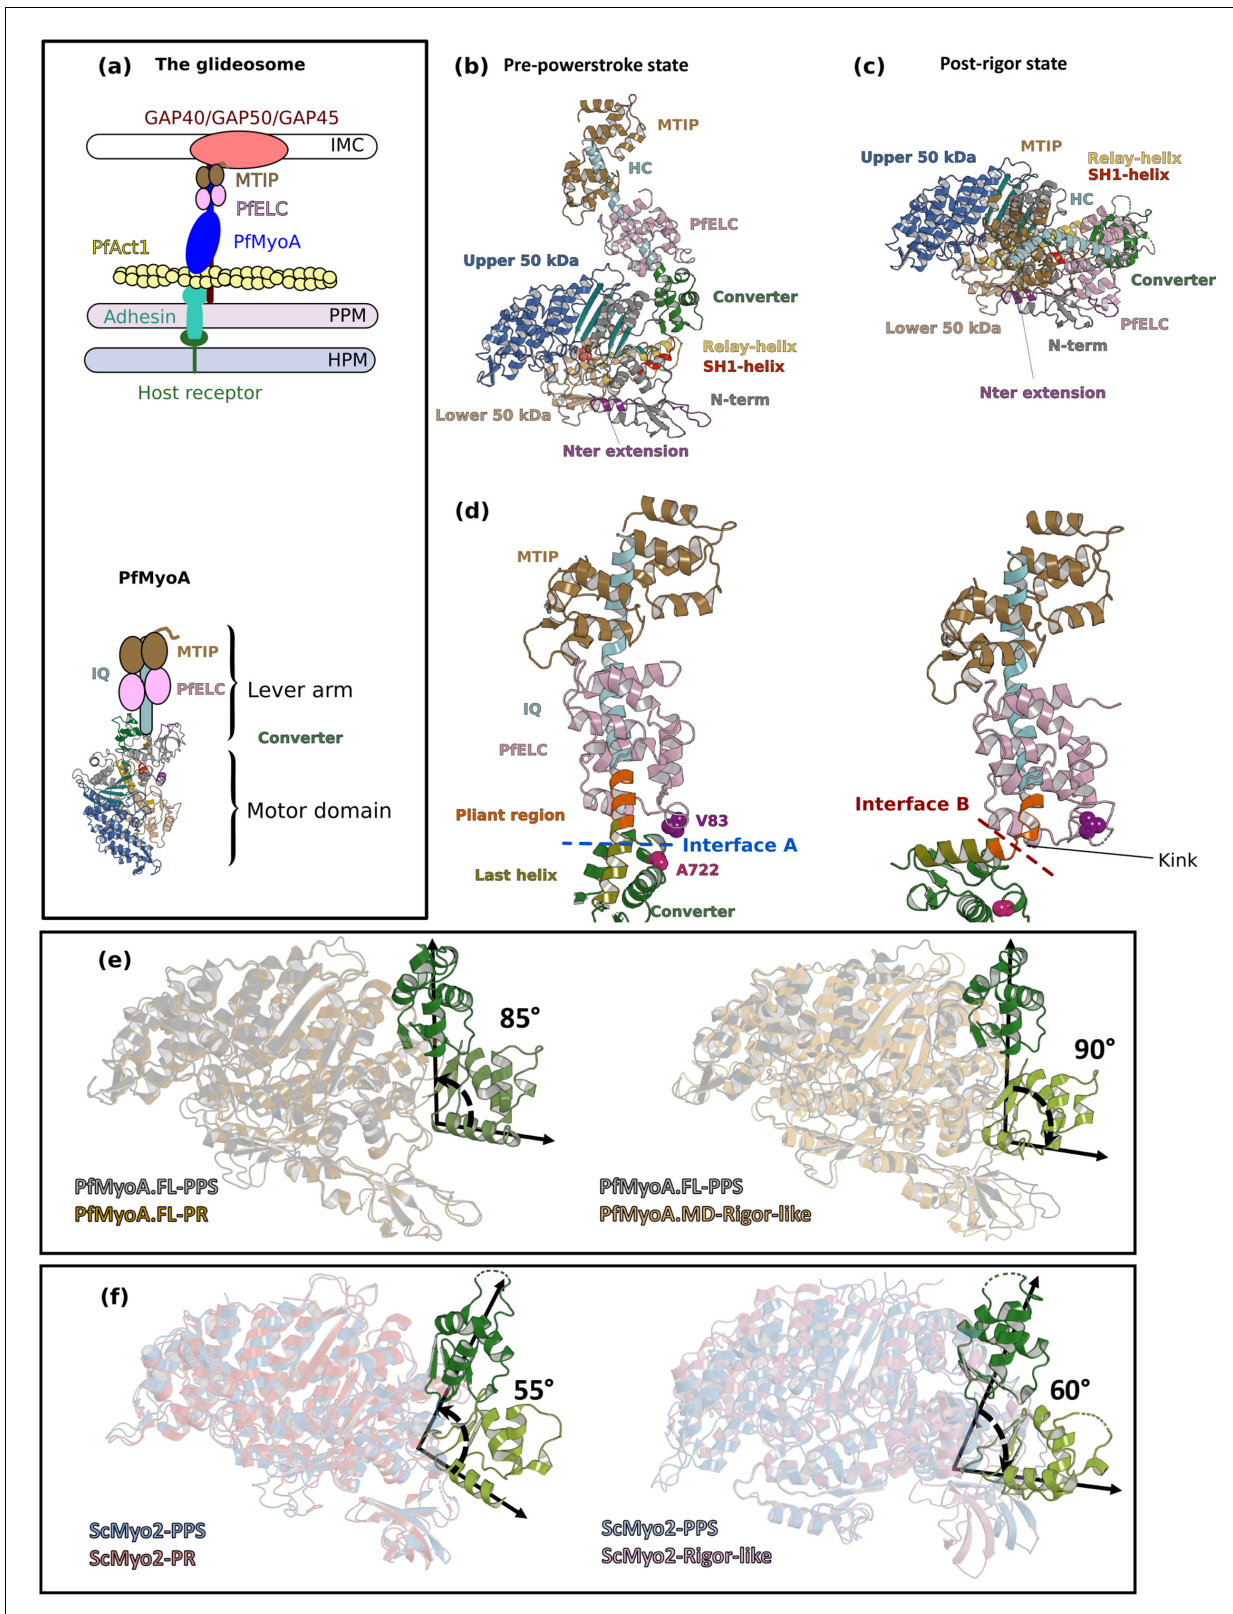 (a) The glideosome
GAP40/GAP50/GAP45
IMC
MTIP
PfELC
PfMyoA
PfAct1
Adhesin
PPM
HPM
Host receptor
PfMyoA
MTIP
IQ
PfELC
Lever arm
Converter
Motor domain
(b) Pre-powerstroke state
MTIP
HC
PfELC
Upper 50 kDa
Converter
Relay-helix
SH1-helix
N-term
Lower 50 kDa
Nter extension
(c) Post-rigor state
MTIP
Upper 50 kDa
Relay-helix
SH1-helix
HC
Converter
Lower 50 kDa
PfELC
N-term
Nter extension
(d)
MTIP
IQ
PfELC
Pliant region
V83
Interface A
A722
Last helix
Converter
Interface B
Kink
(e)
85°
PfMyoA.FL-PPS
PfMyoA.FL-PR
90°
PfMyoA.FL-PPS
PfMyoA.MD-Rigor-like
(f)
55°
ScMyo2-PPS
ScMyo2-PR
60°
ScMyo2-PPS
ScMyo2-Rigor-like